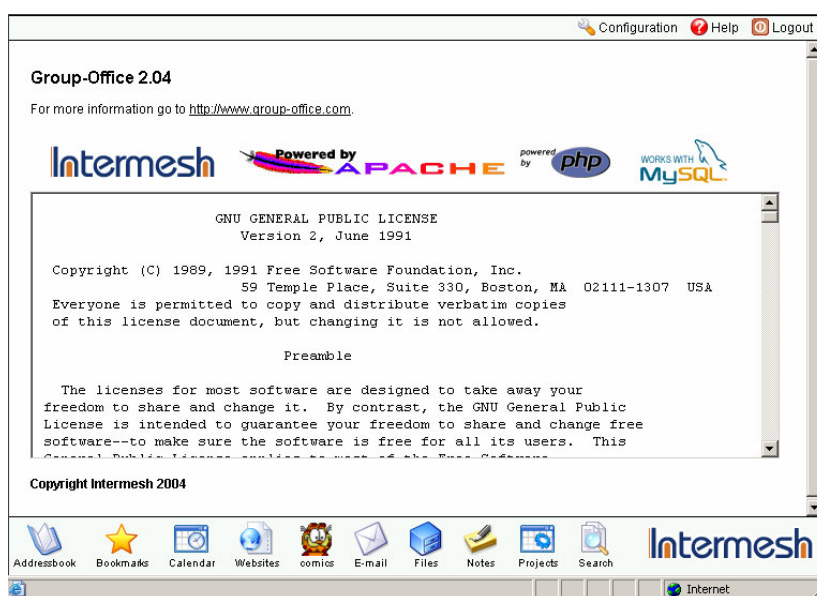 Configuration Help Logout
Group-Office 2.04
For more information go to http://www.group-office.com.
Intermesh Powered by APACHE powered by php WORKS WITH MySQL
GNU GENERAL PUBLIC LICENSE
Version 2, June 1991
Copyright (C) 1989, 1991 Free Software Foundation, Inc.
59 Temple Place, Suite 330, Boston, MA 02111-1307 USA
Everyone is permitted to copy and distribute verbatim copies
of this license document, but changing it is not allowed.
Preamble
The licenses for most software are designed to take away your
freedom to share and change it. By contrast, the GNU General Public
License is intended to guarantee your freedom to share and change free
software--to make sure the software is free for all its users. This
Copyright Intermesh 2004
Addressbook Bookmarks Calendar Websites comics E-mail Files Notes Projects Search Intermesh
Internet